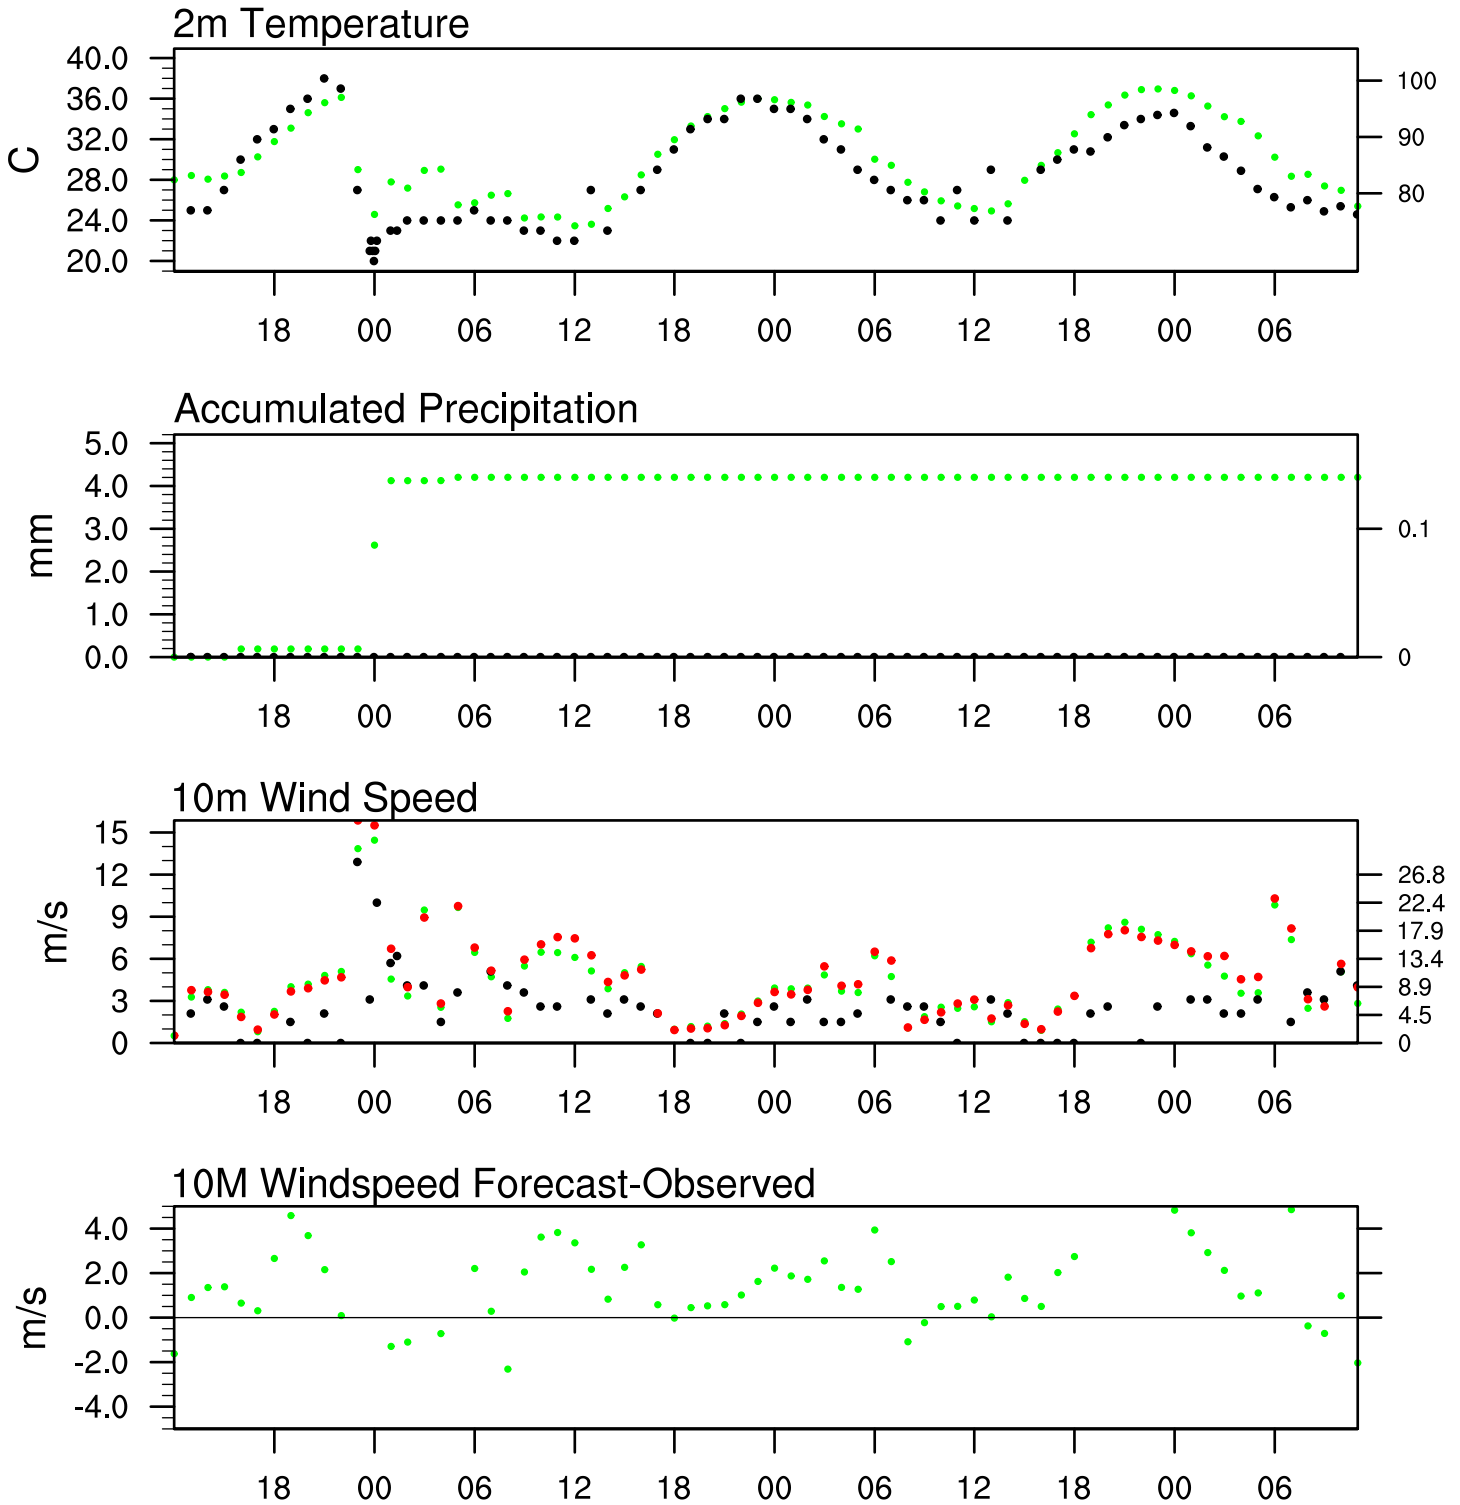 2m Temperature
40.0
36.0
32.0
28.0
24.0
20.0
C
100
90
80
18 00 06 12 18 00 06 12 18 00 06
Accumulated Precipitation
5.0
4.0
3.0
2.0
1.0
0.0
mm
0.1
0
18 00 06 12 18 00 06 12 18 00 06
10m Wind Speed
15
12
9
6
3
0
m/s
26.8
22.4
17.9
13.4
8.9
4.5
0
18 00 06 12 18 00 06 12 18 00 06
10M Windspeed Forecast-Observed
4.0
2.0
0.0
-2.0
-4.0
m/s
18 00 06 12 18 00 06 12 18 00 06